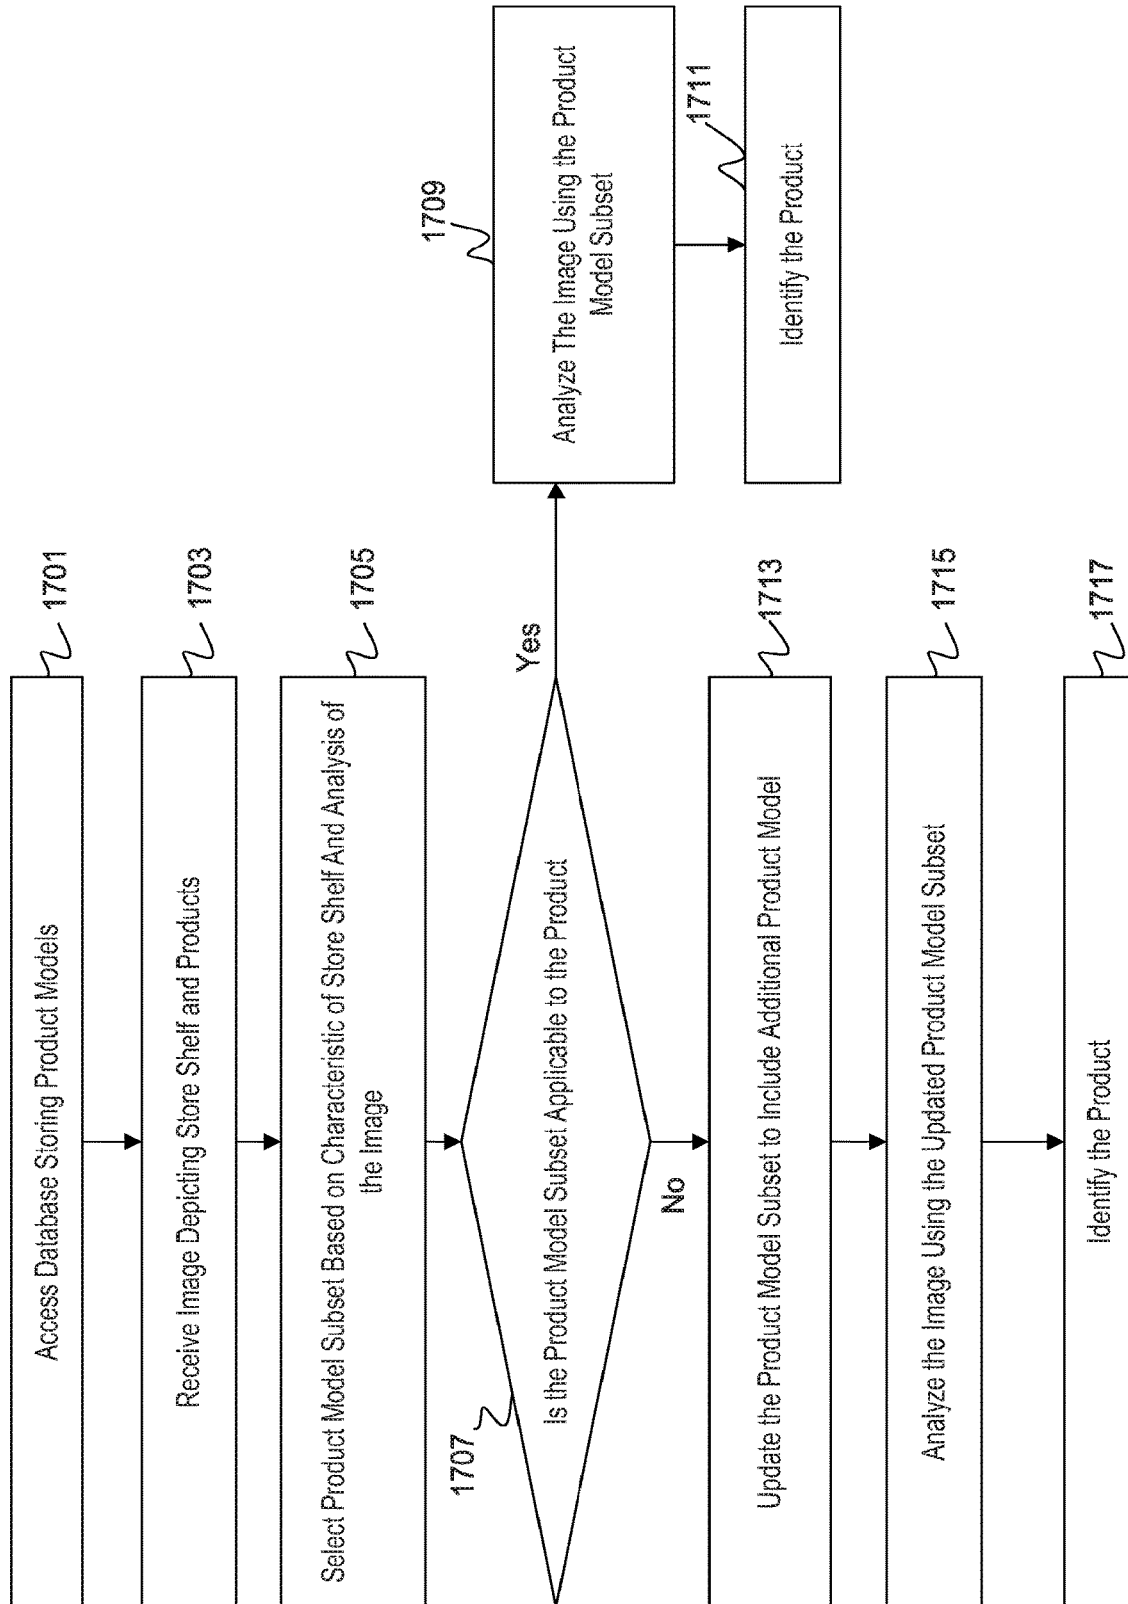 Access Database Storing Product Models
1701
Receive Image Depicting Store Shelf and Products
1703
Select Product Model Subset Based on Characteristic of Store Shelf And Analysis of
the Image
1705
Is the Product Model Subset Applicable to the Product
1707
Yes
Analyze The Image Using the Product
Model Subset
1709
Identify the Product
1711
No
Update the Product Model Subset to Include Additional Product Model
1713
Analyze the Image Using the Updated Product Model Subset
1715
Identify the Product
1717